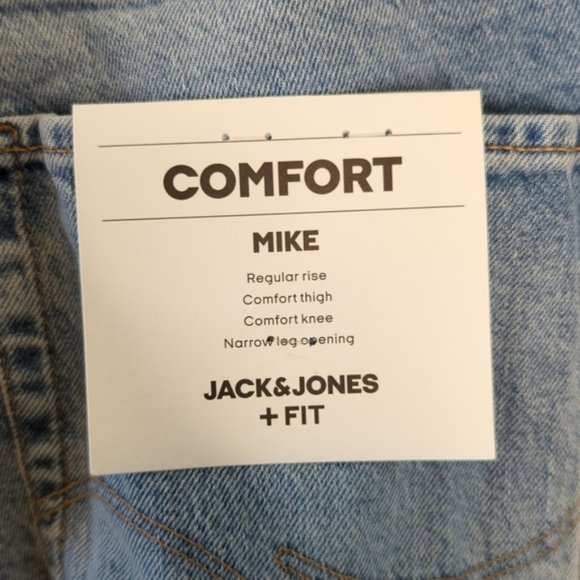 COMFORT
MIKE
Regular rise
Comfort thigh
Comfort knee
Narrow leg opening
JACK&JONES
+ FIT